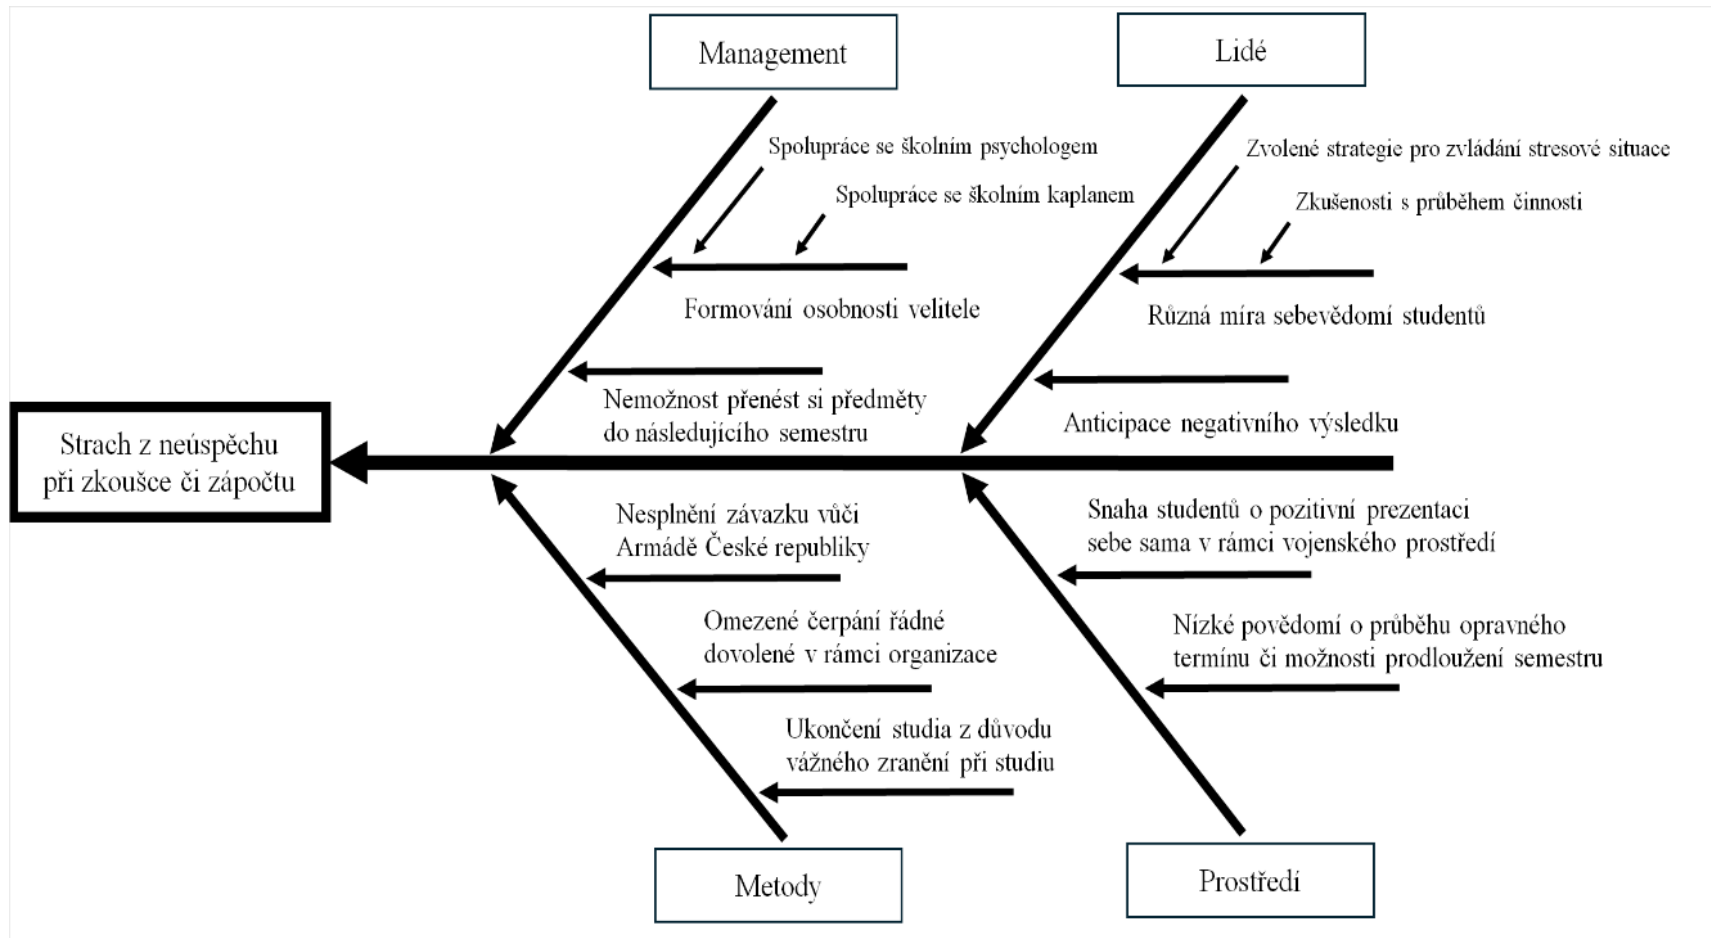 Management
Lidé
Spolupráce se školním psychologem
Spolupráce se školním kaplanem
Zvolené strategie pro zvládání stresové situace
Zkušenosti s průběhem činnosti
Formování osobnosti velitele
Různá míra sebevědomí studentů
Nemožnost přenést si předměty
do následujícího semestru
Anticipace negativního výsledku
Strach z neúspěchu
při zkoušce či zápočtu
Nesplnění závazku vůči
Armádě České republiky
Snaha studentů o pozitivní prezentaci
sebe sama v rámci vojenského prostředí
Omezené čerpání řádné
dovolené v rámci organizace
Nízké povědomí o průběhu opravného
termínu či možnosti prodloužení semestru
Ukončení studia z důvodu
vážného zranění při studiu
Metody
Prostředí